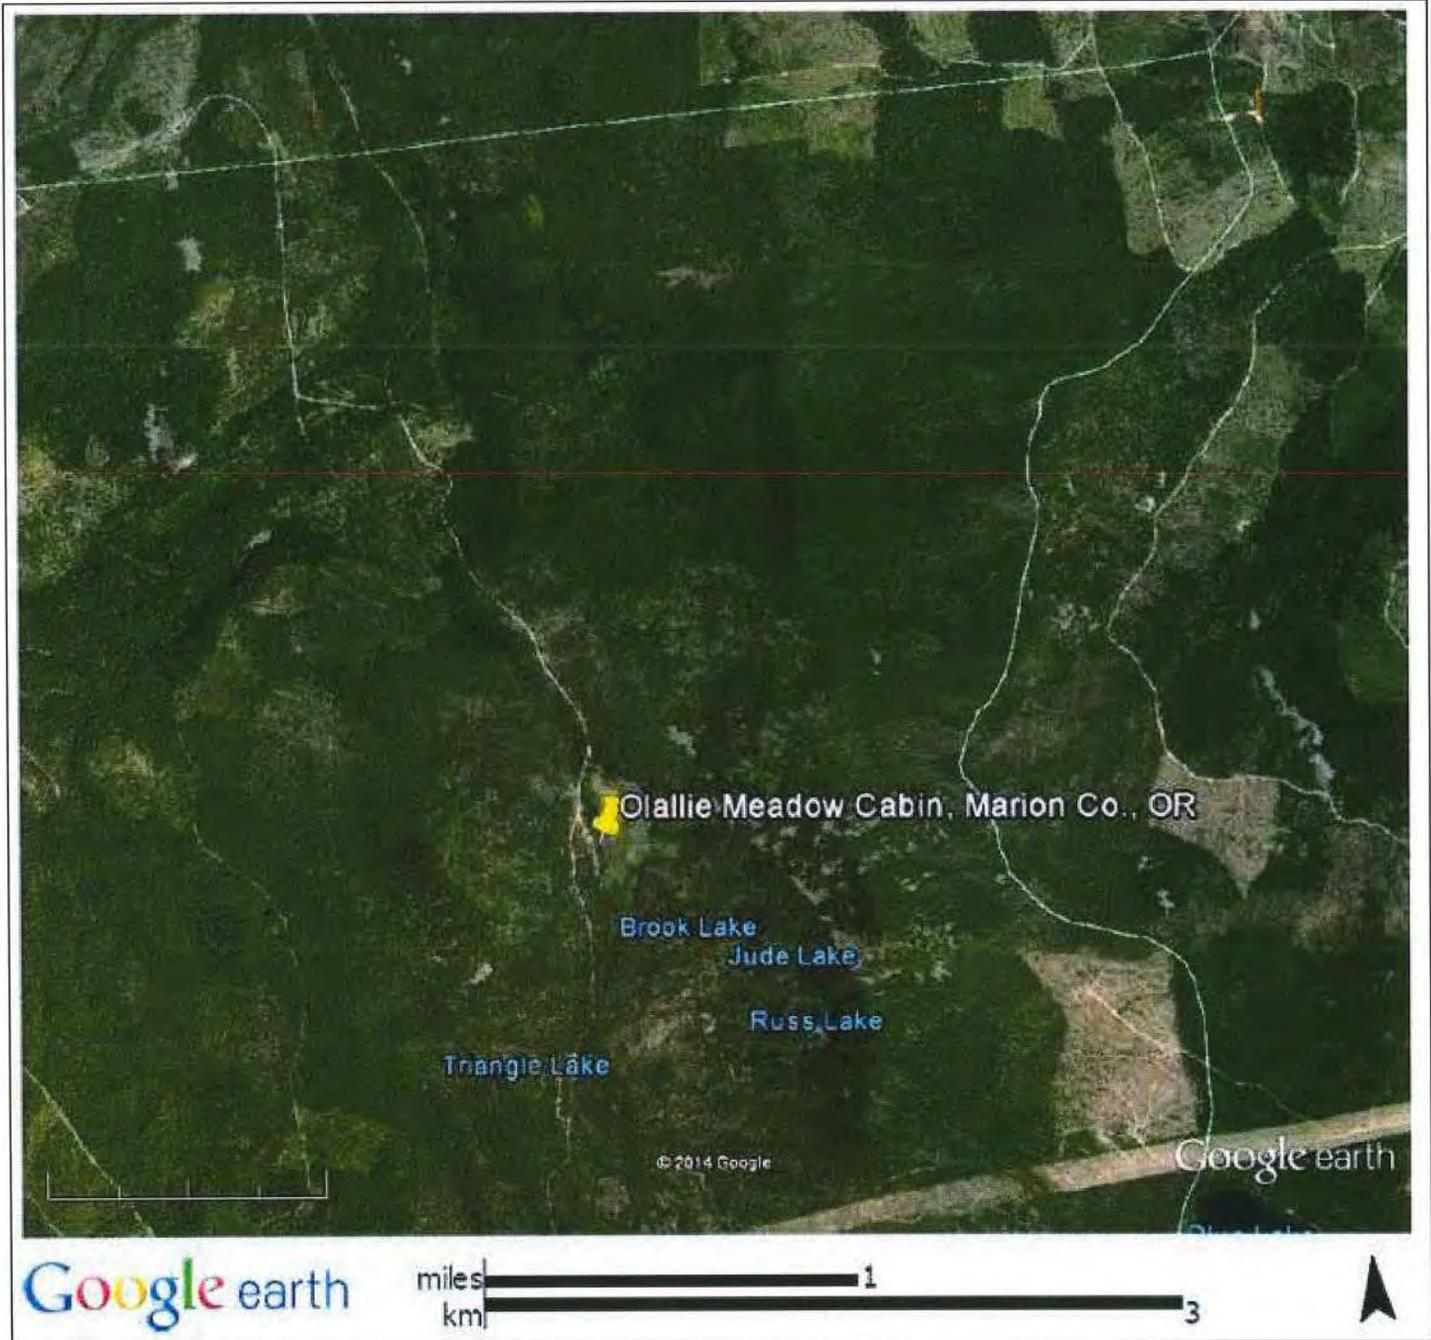 Olallie Meadow Cabin, Marion Co., OR
Brook Lake
Jude Lake
Russ Lake
Triangle Lake
© 2014 Google
Google earth
Google earth
miles 1
km 3